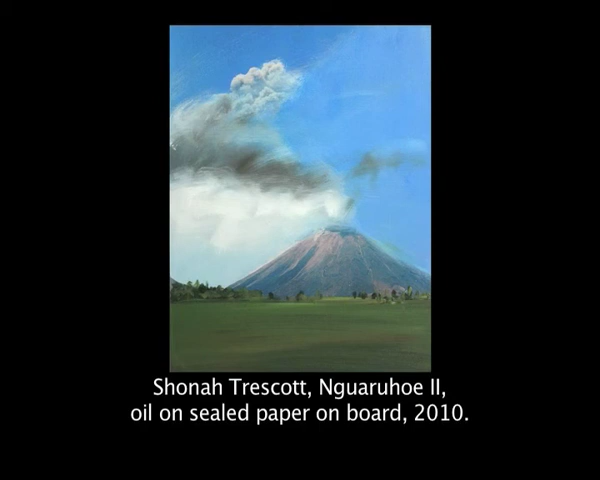 Shonah Trescott, Nguaruhoe II,
oil on sealed paper on board, 2010.